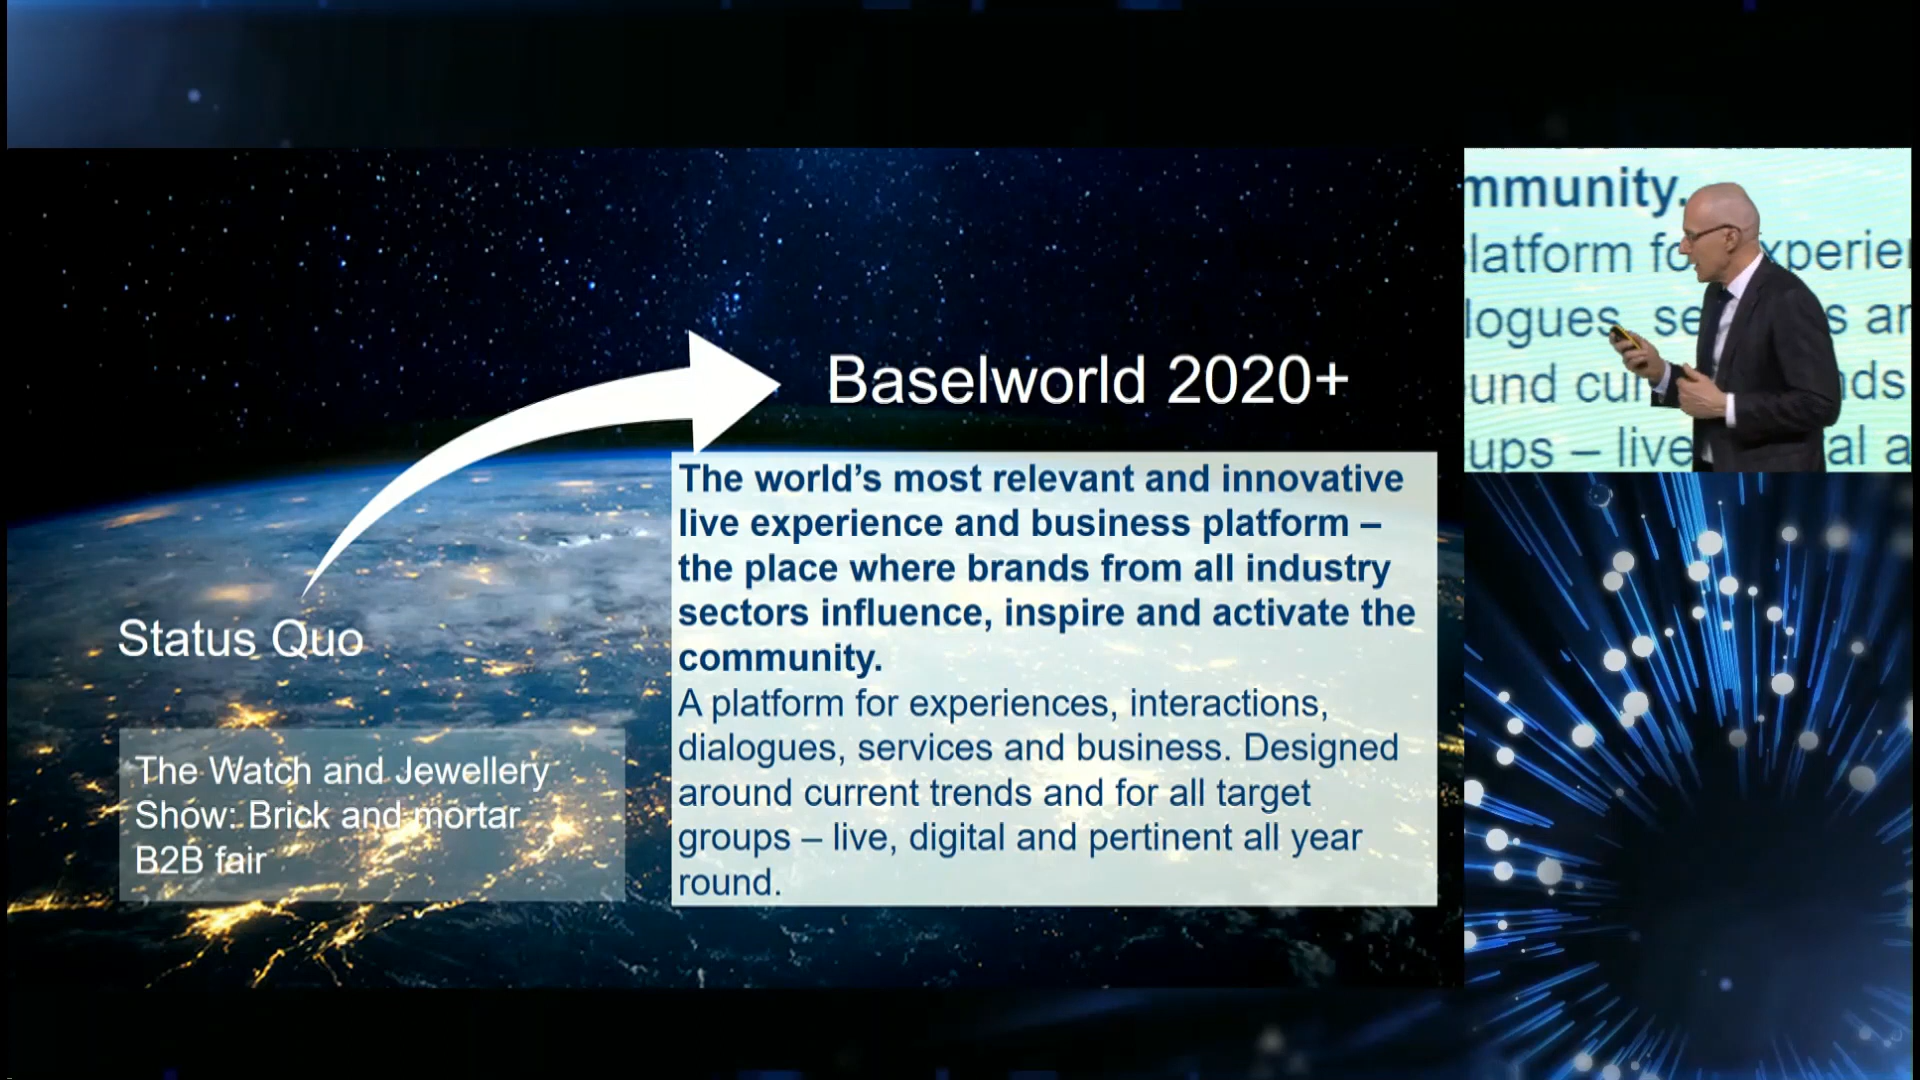 Baselworld 2020+
The world’s most relevant and innovative
live experience and business platform –
the place where brands from all industry
sectors influence, inspire and activate the
community.
A platform for experiences, interactions,
dialogues, services and business. Designed
around current trends and for all target
groups – live, digital and pertinent all year
round.
Status Quo
The Watch and Jewellery
Show: Brick and mortar
B2B fair
mmunity.
latform fo xperie
logues, se s ar
und cur nds
ups – live al a